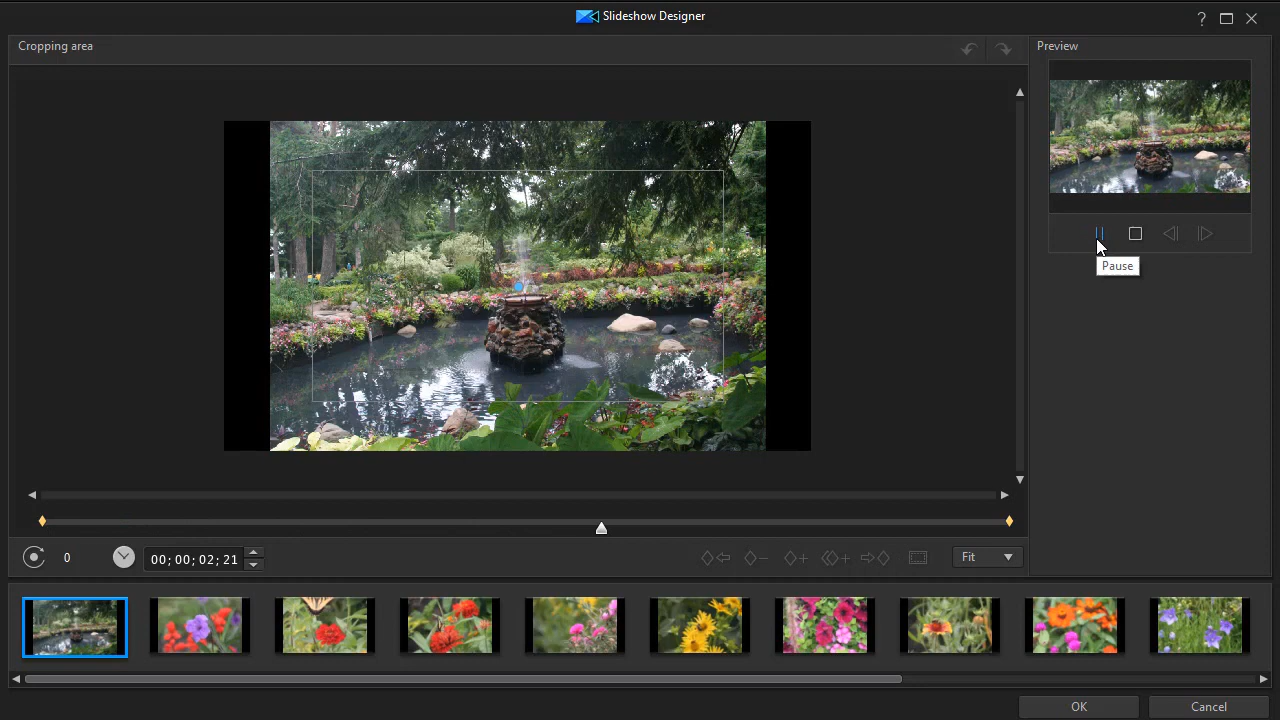 Slideshow Designer
?
Cropping area
Preview
Pause
0
00; 00; 02; 21
Fit
OK
Cancel